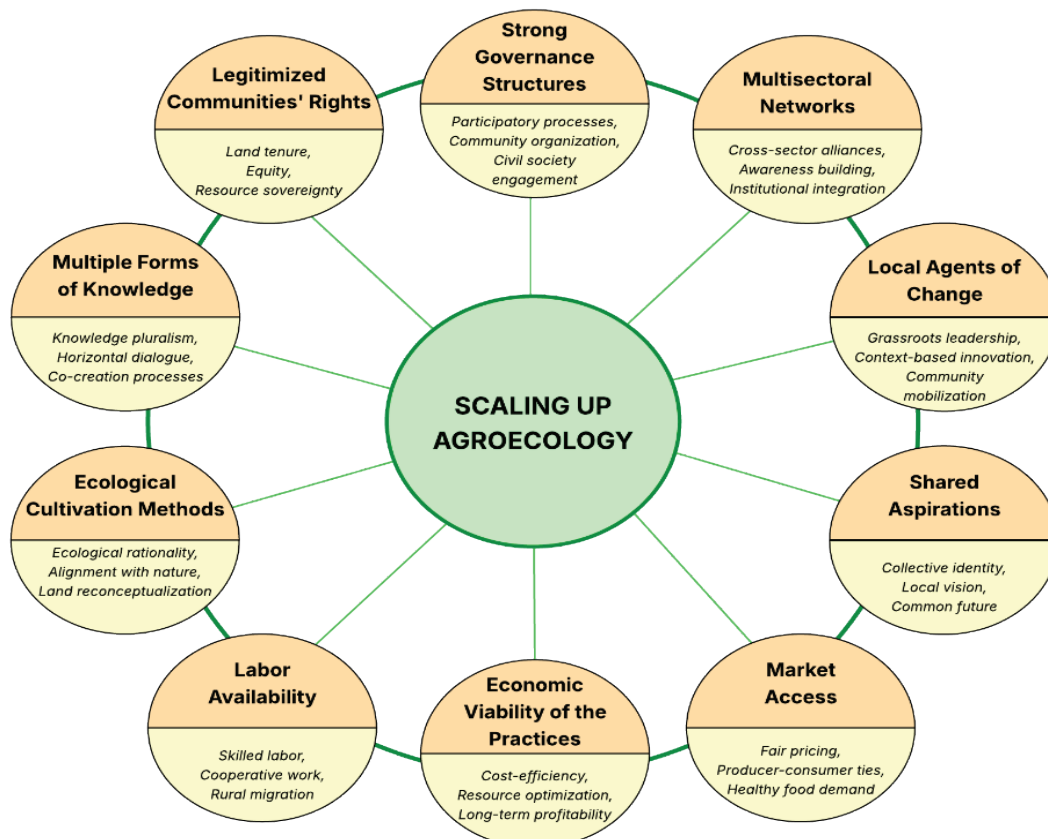 Strong
Governance
Structures
Participatory processes,
Community organization,
Civil society
engagement
Multisectoral
Networks
Cross-sector alliances,
Awareness building,
Institutional integration
Local Agents of
Change
Grassroots leadership,
Context-based innovation,
Community
mobilization
Shared
Aspirations
Collective identity,
Local vision,
Common future
Market
Access
Fair pricing,
Producer-consumer ties,
Healthy food demand
Economic
Viability of the
Practices
Cost-efficiency,
Resource optimization,
Long-term profitability
Labor
Availability
Skilled labor,
Cooperative work,
Rural migration
Ecological
Cultivation Methods
Ecological rationality,
Alignment with nature,
Land reconceptualization
Multiple Forms
of Knowledge
Knowledge pluralism,
Horizontal dialogue,
Co-creation processes
Legitimized
Communities' Rights
Land tenure,
Equity,
Resource sovereignty
SCALING UP
AGROECOLOGY